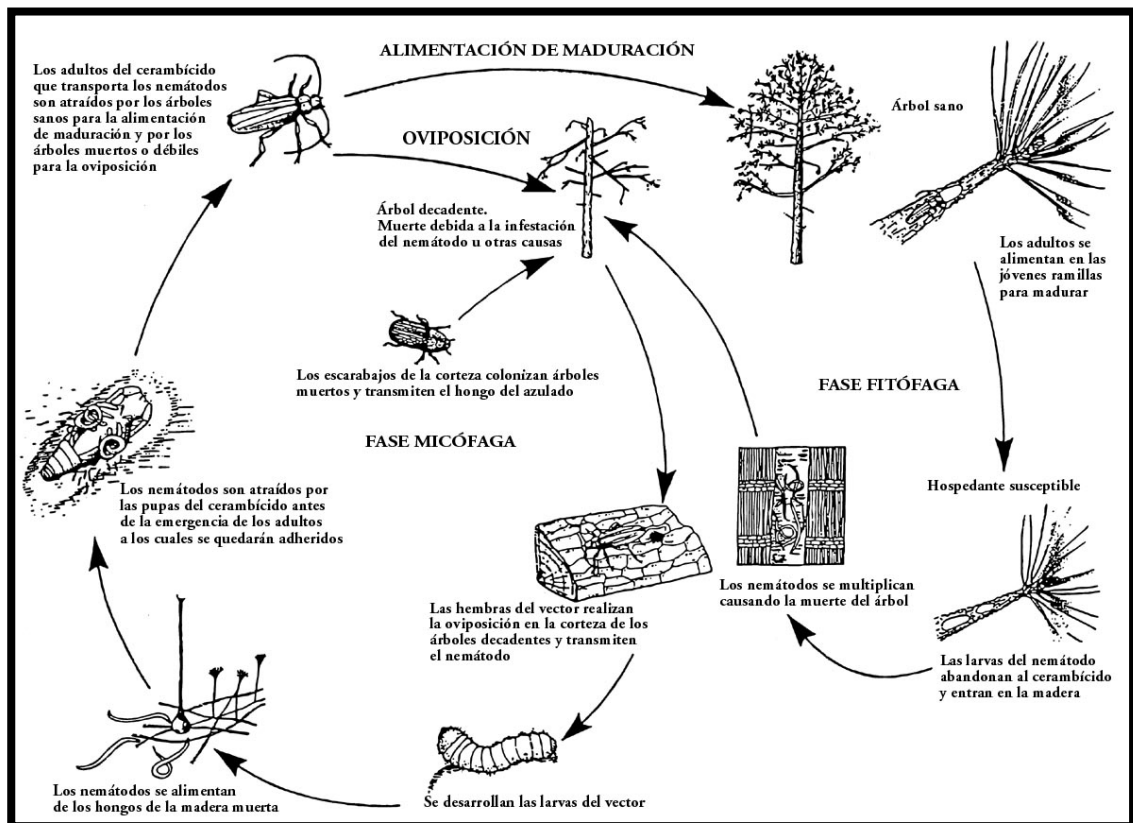 ALIMENTACIÓN DE MADURACIÓN
Los adultos del cerambícido
que transporta los nemátodos
son atraídos por los árboles
sanos para la alimentación
de maduración y por los
árboles muertos o débiles
para la oviposición
OVIPOSICIÓN
Árbol sano
Árbol decadente.
Muerte debida a la infestación
del nemátodo u otras causas
Los adultos se
alimentan en las
jóvenes ramillas
para madurar
Los escarabajos de la corteza colonízan árboles
muertos y transmiten el hongo del azulado
FASE FITÓFAGA
FASE MICÓFAGA
Hospedante susceptible
Los nemátodos son atraídos por
las pupas del cerambícido antes
de la emergencia de los adultos
a los cuales se quedarán adheridos
Los nemátodos se multiplican
causando la muerte del árbol
Las hembras del vector realizan
la oviposición en la corteza de los
árboles decadentes y transmiten
el nemátodo
Las larvas del nemátodo
abandonan al cerambícido
y entran en la madera
Los nemátodos se alimentan
de los hongos de la madera muerta
Se desarrollan las larvas del vector